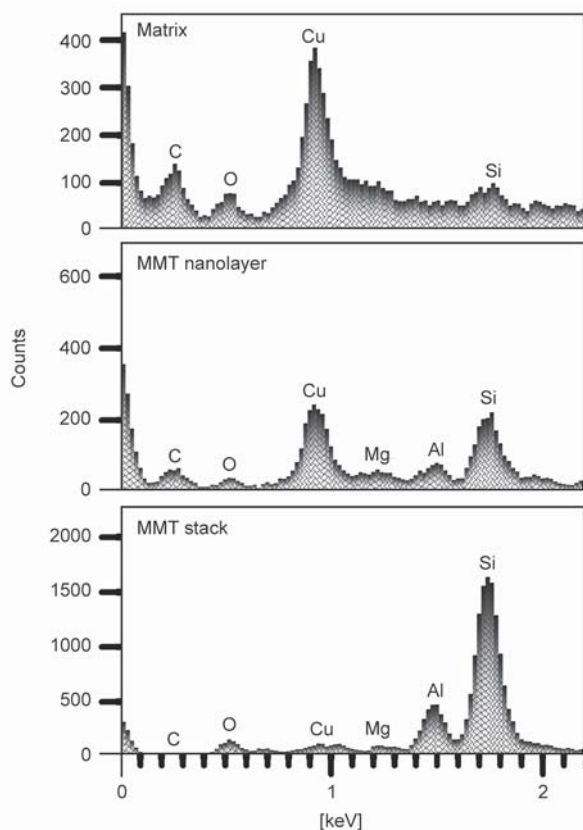 Matrix
400
300
200
100
0
C
O
Cu
Si
MMT nanolayer
600
400
200
0
C
O
Cu
Mg
Al
Si
Counts
MMT stack
2000
1500
1000
500
0
C
O
Cu
Mg
Al
Si
0
1
2
[keV]